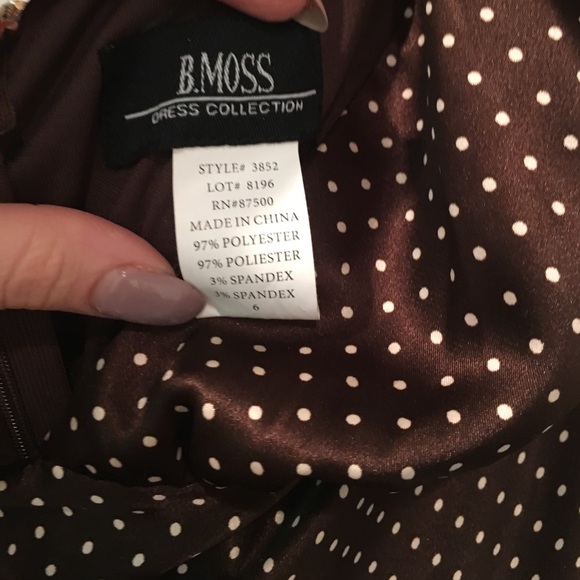 B.MOSS
DRESS COLLECTION
STYLE# 3852
LOT# 8196
RN#87500
MADE IN CHINA
97% POLYESTER
97% POLIESTER
3% SPANDEX
3% SPANDEX
6